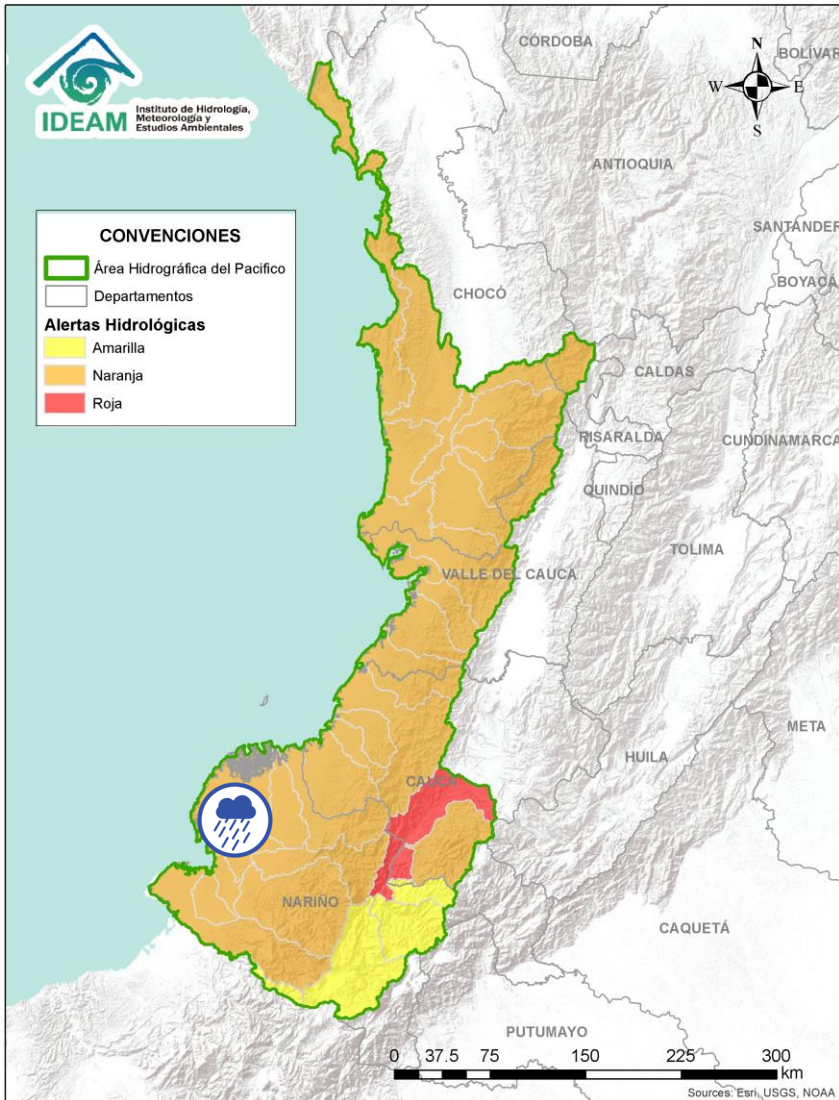 IDEAM
Instituto de Hidrología,
Meteorología y
Estudios Ambientales
CÓRDOBA
BOLÍVAR
N
W
E
S
ANTIOQUIA
SANTANDER
BOYACÁ
CONVENCIONES
Área Hidrográfica del Pacifico
Departamentos
Alertas Hidrológicas
Amarilla
Naranja
Roja
CHOCÓ
CALDAS
RISARALDA
CUNDINAMARCA
QUINDÍO
TOLIMA
VALLE DEL CAUCA
META
HUILA
CAUCA
NARIÑO
CAQUETÁ
PUTUMAYO
0 37.5 75 150 225 300
km
Sources: Esri, USGS, NOAA